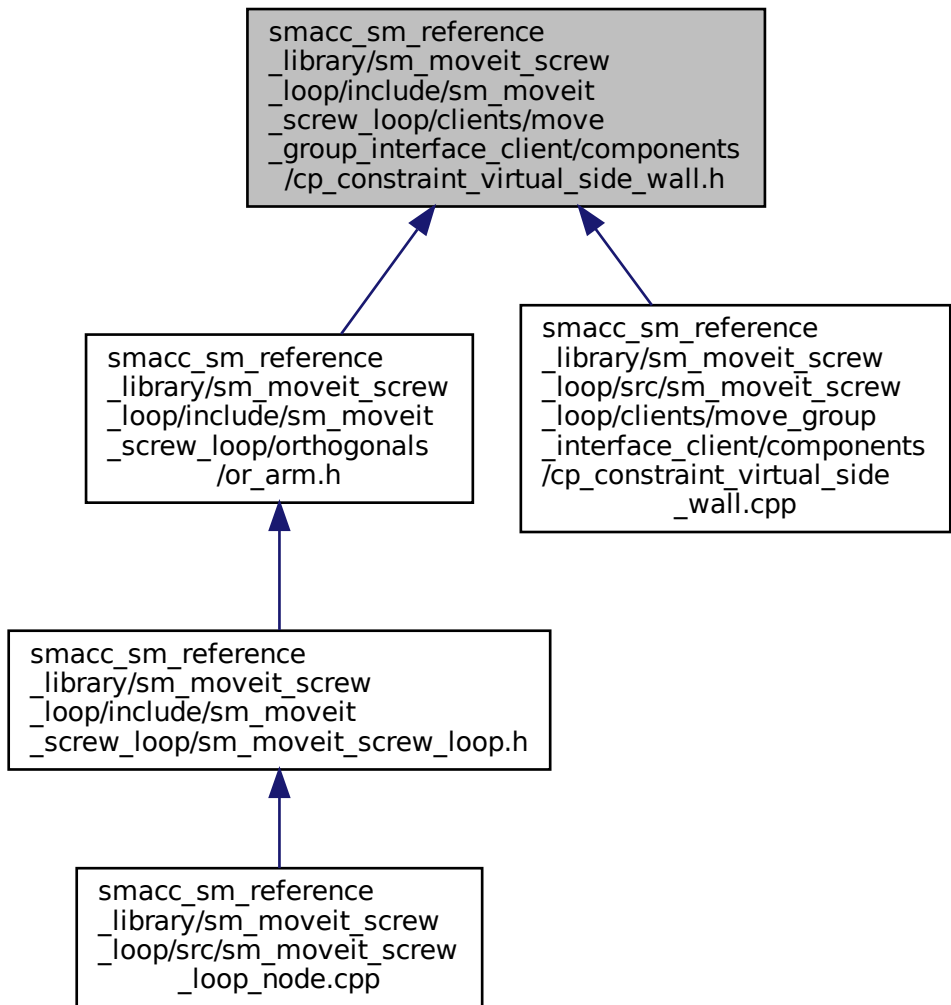 smacc_sm_reference
_library/sm_moveit_screw
_loop/include/sm_moveit
_screw_loop/clients/move
_group_interface_client/components
/cp_constraint_virtual_side_wall.h
smacc_sm_reference
_library/sm_moveit_screw
_loop/include/sm_moveit
_screw_loop/orthogonals
/or_arm.h
smacc_sm_reference
_library/sm_moveit_screw
_loop/src/sm_moveit_screw
_loop/clients/move_group
_interface_client/components
/cp_constraint_virtual_side
_wall.cpp
smacc_sm_reference
_library/sm_moveit_screw
_loop/include/sm_moveit
_screw_loop/sm_moveit_screw_loop.h
smacc_sm_reference
_library/sm_moveit_screw
_loop/src/sm_moveit_screw
_loop_node.cpp